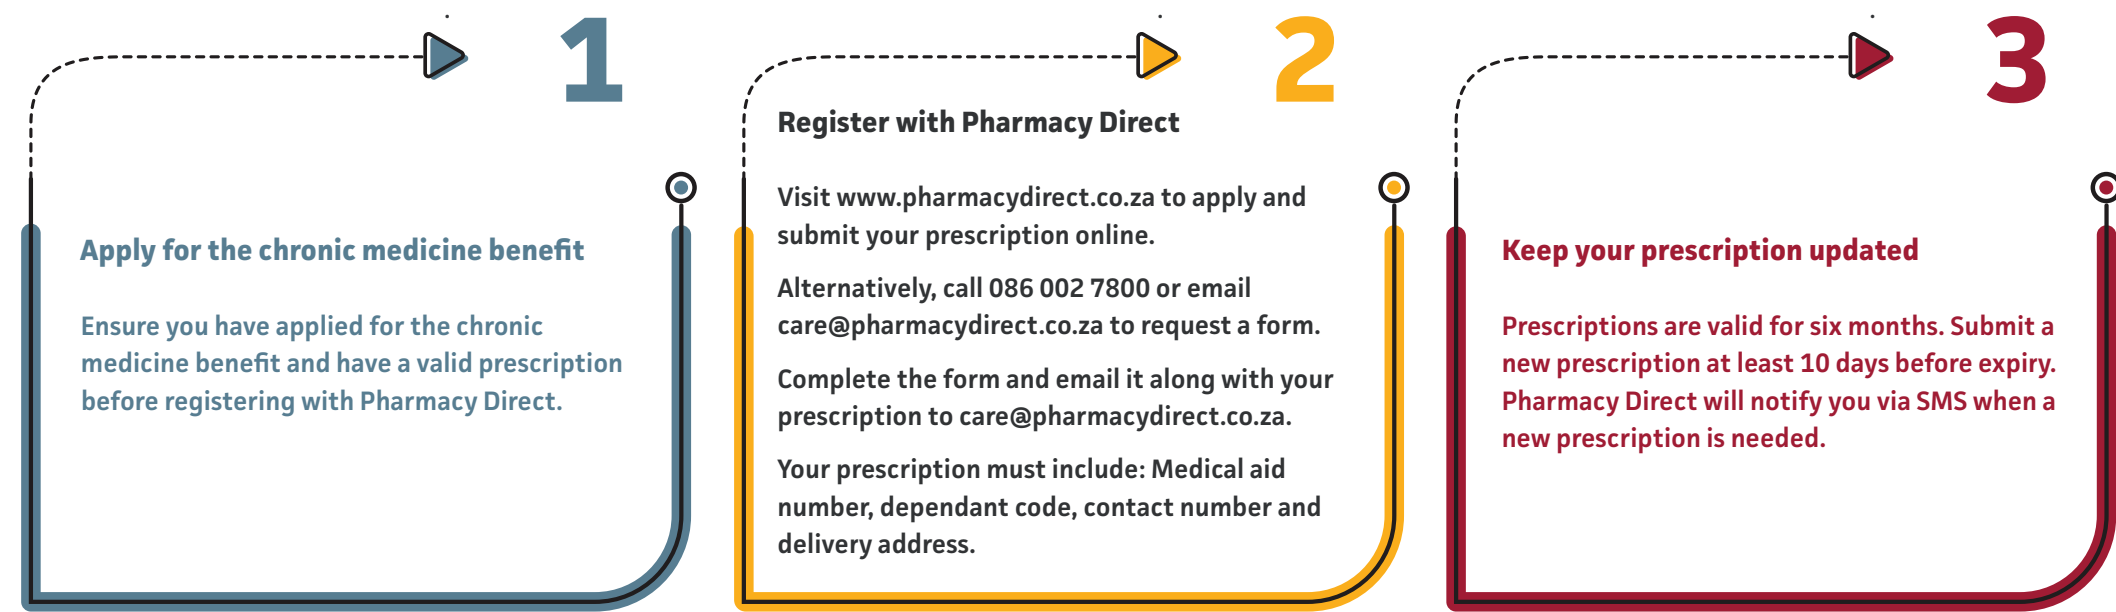 1
Apply for the chronic medicine benefit
Ensure you have applied for the chronic
medicine benefit and have a valid prescription
before registering with Pharmacy Direct.
2
Register with Pharmacy Direct
Visit www.pharmacydirect.co.za to apply and
submit your prescription online.
Alternatively, call 086 002 7800 or email
care@pharmacydirect.co.za to request a form.
Complete the form and email it along with your
prescription to care@pharmacydirect.co.za.
Your prescription must include: Medical aid
number, dependant code, contact number and
delivery address.
3
Keep your prescription updated
Prescriptions are valid for six months. Submit a
new prescription at least 10 days before expiry.
Pharmacy Direct will notify you via SMS when a
new prescription is needed.